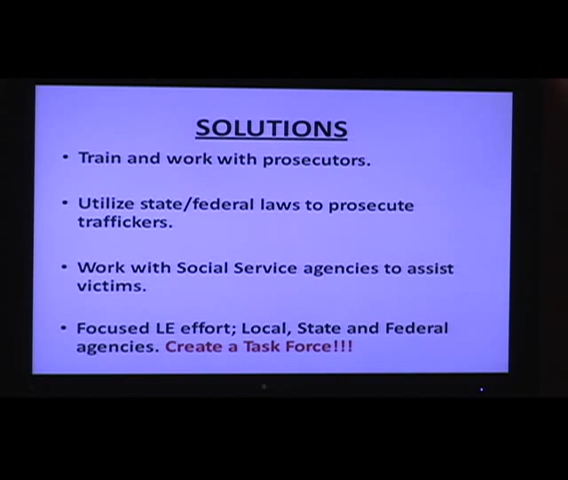 SOLUTIONS
• Train and work with prosecutors.
• Utilize state/federal laws to prosecute
traffickers.
• Work with Social Service agencies to assist
victims.
• Focused LE effort; Local, State and Federal
agencies. Create a Task Force!!!